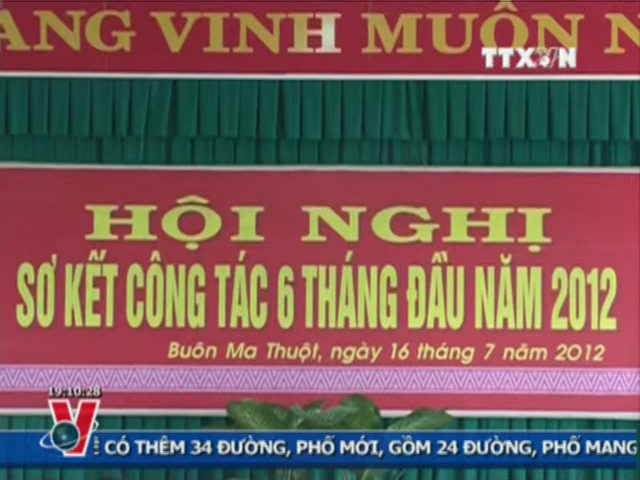 ANG VINH MUÔN N
TTXVN
HỘI NGHỊ
SƠ KẾT CÔNG TÁC 6 THÁNG ĐẦU NĂM 2012
Buôn Ma Thuột, ngày 16 tháng 7 năm 2012
19:10:28
V
CÓ THÊM 34 ĐƯỜNG, PHỐ MỚI, GỒM 24 ĐƯỜNG, PHỐ MANG